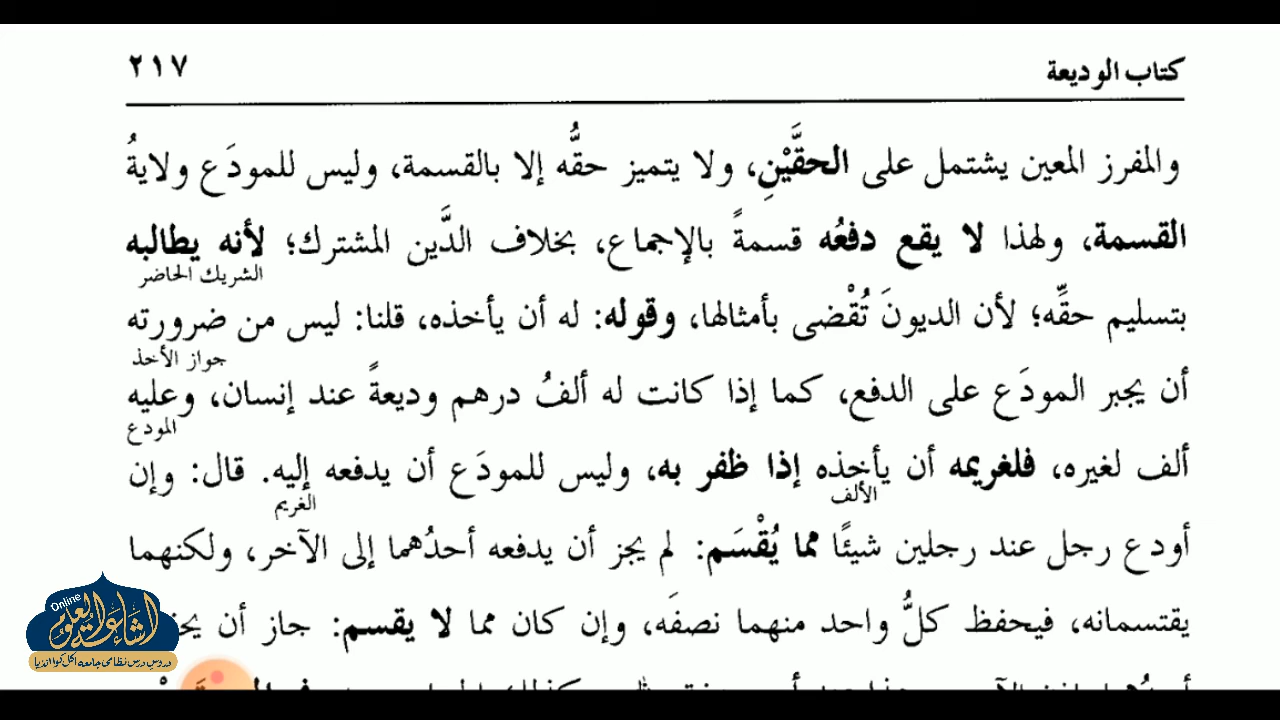 كتاب الوديعة ٢١٧
والمفرز المعين يشتمل على الحقَّيْنِ، ولا يتميز حقُّه إلا بالقسمة، وليس للمودَع ولايةُ
القسمة، ولهذا لا يقع دفعُه قسمةً بالإجماع، بخلاف الدَّين المشترك؛ لأنه يطالبه
الشريك الحاضر
بتسليم حقِّه؛ لأن الديونَ تُقْضى بأمثالها، وقوله: له أن يأخذه، قلنا: ليس من ضرورته
جواز الأخذ
أن يجبر المودَع على الدفع، كما إذا كانت له ألفُ درهم وديعةً عند إنسان، وعليه
المودع
ألف لغيره، فلغريمه أن يأخذه إذا ظفر به، وليس للمودَع أن يدفعه إليه. قال: وإن
الألف الغريم
أودع رجل عند رجلين شيئًا مما يُقْسَم: لم يجز أن يدفعه أحدُهما إلى الآخر، ولكنهما
يقتسمانه، فيحفظ كلُّ واحد منهما نصفَه، وإن كان مما لا يقسم: جاز أن
Online
اشاعت العلوم